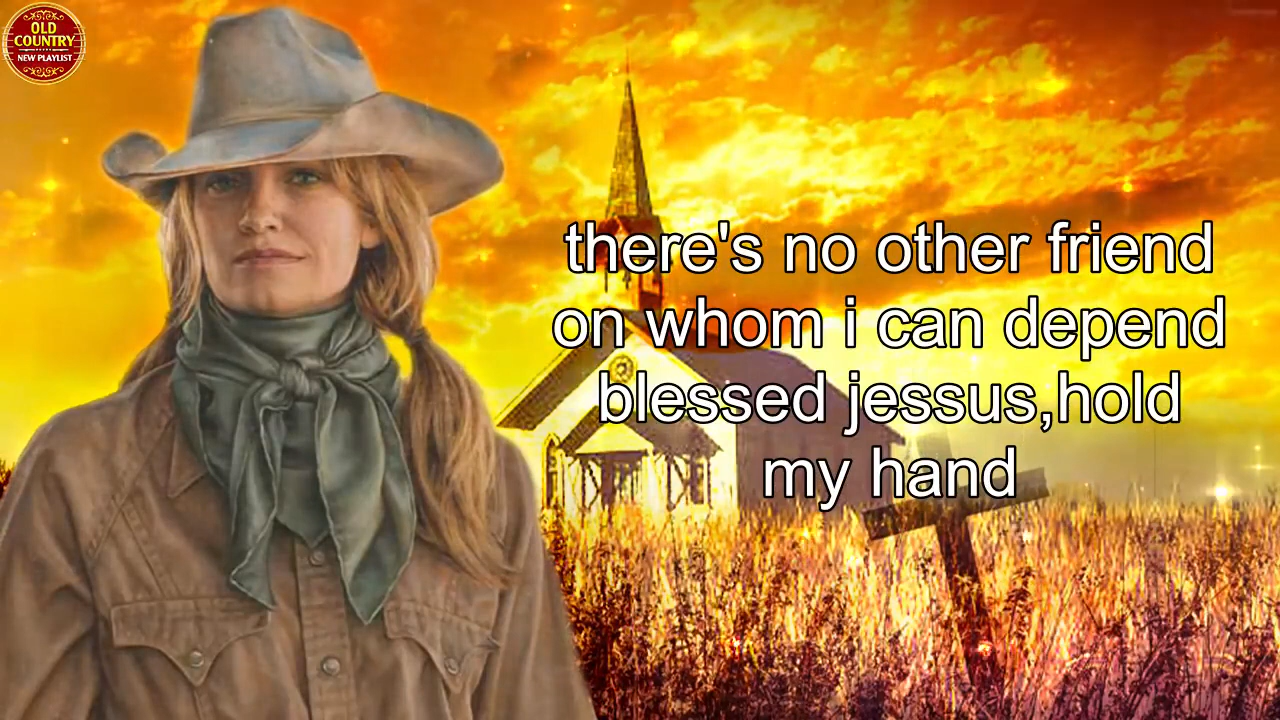 OLD
COUNTRY
NEW PLAYLIST
there's no other friend
on whom i can depend
blessed jessus,hold
my hand